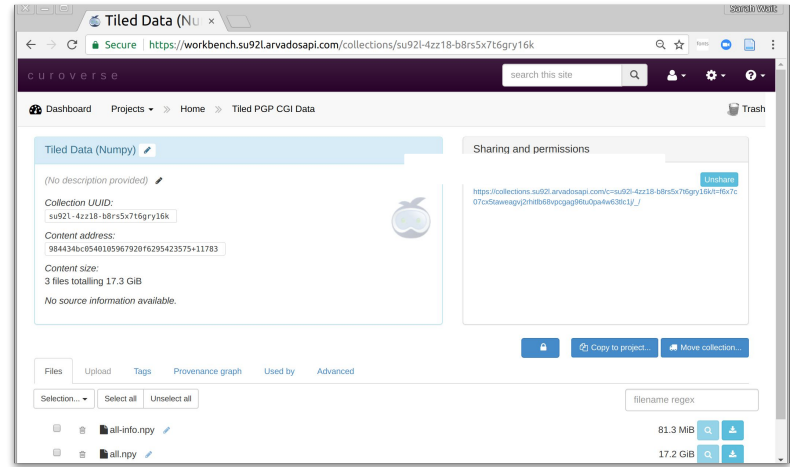 Sarah Wait
Tiled Data (Nu ×
Secure | https://workbench.su92l.arvadosapi.com/collections/su92l-4zz18-b8rs5x7t6gry16k
curoverse
search this site
Dashboard Projects Home Tiled PGP CGI Data Trash
Tiled Data (Numpy)
Sharing and permissions
(No description provided)
Unshare
Collection UUID:
su92l-4zz18-b8rs5x7t6gry16k
https://collections.su92l.arvadosapi.com/c=su92l-4zz18-b8rs5x7t6gry16k/t=f6x7c
07cx5taweagvj2rhitlb68vpcgag96tu0pa4w63tlc1j/_/
Content address:
984434bc0540105967920f6295423575+11783
Content size:
3 files totalling 17.3 GiB
No source information available.
Copy to project... Move collection...
Files Upload Tags Provenance graph Used by Advanced
Selection... Select all Unselect all filename regex
all-info.npy 81.3 MiB
all.npy 17.2 GiB